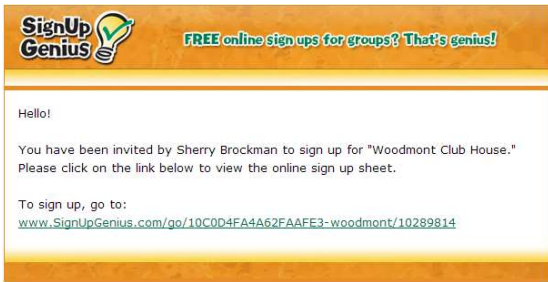 SignUp
Genius
FREE online sign ups for groups? That's genius!
Hello!
You have been invited by Sherry Brockman to sign up for "Woodmont Club House."
Please click on the link below to view the online sign up sheet.
To sign up, go to:
www.SignUpGenius.com/go/10C0D4FA4A62FAAFE3-woodmont/10289814